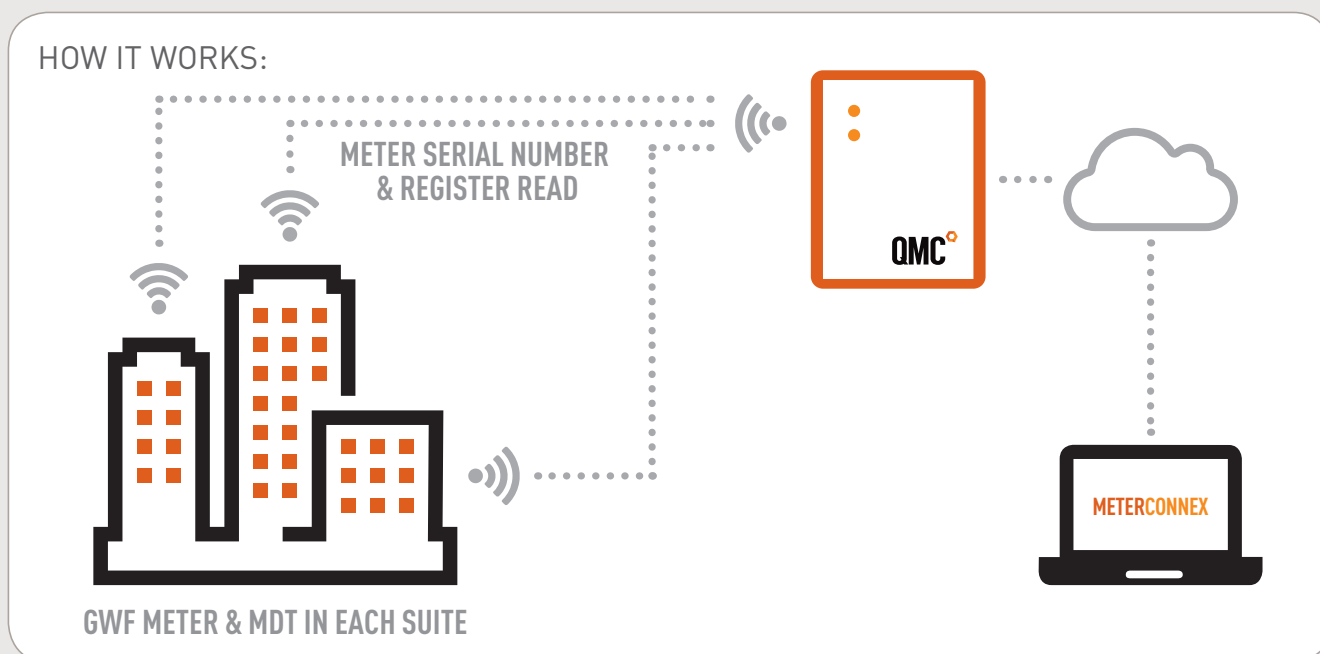 HOW IT WORKS:
METER SERIAL NUMBER
& REGISTER READ
QMC
METERCONNEX
GWF METER & MDT IN EACH SUITE